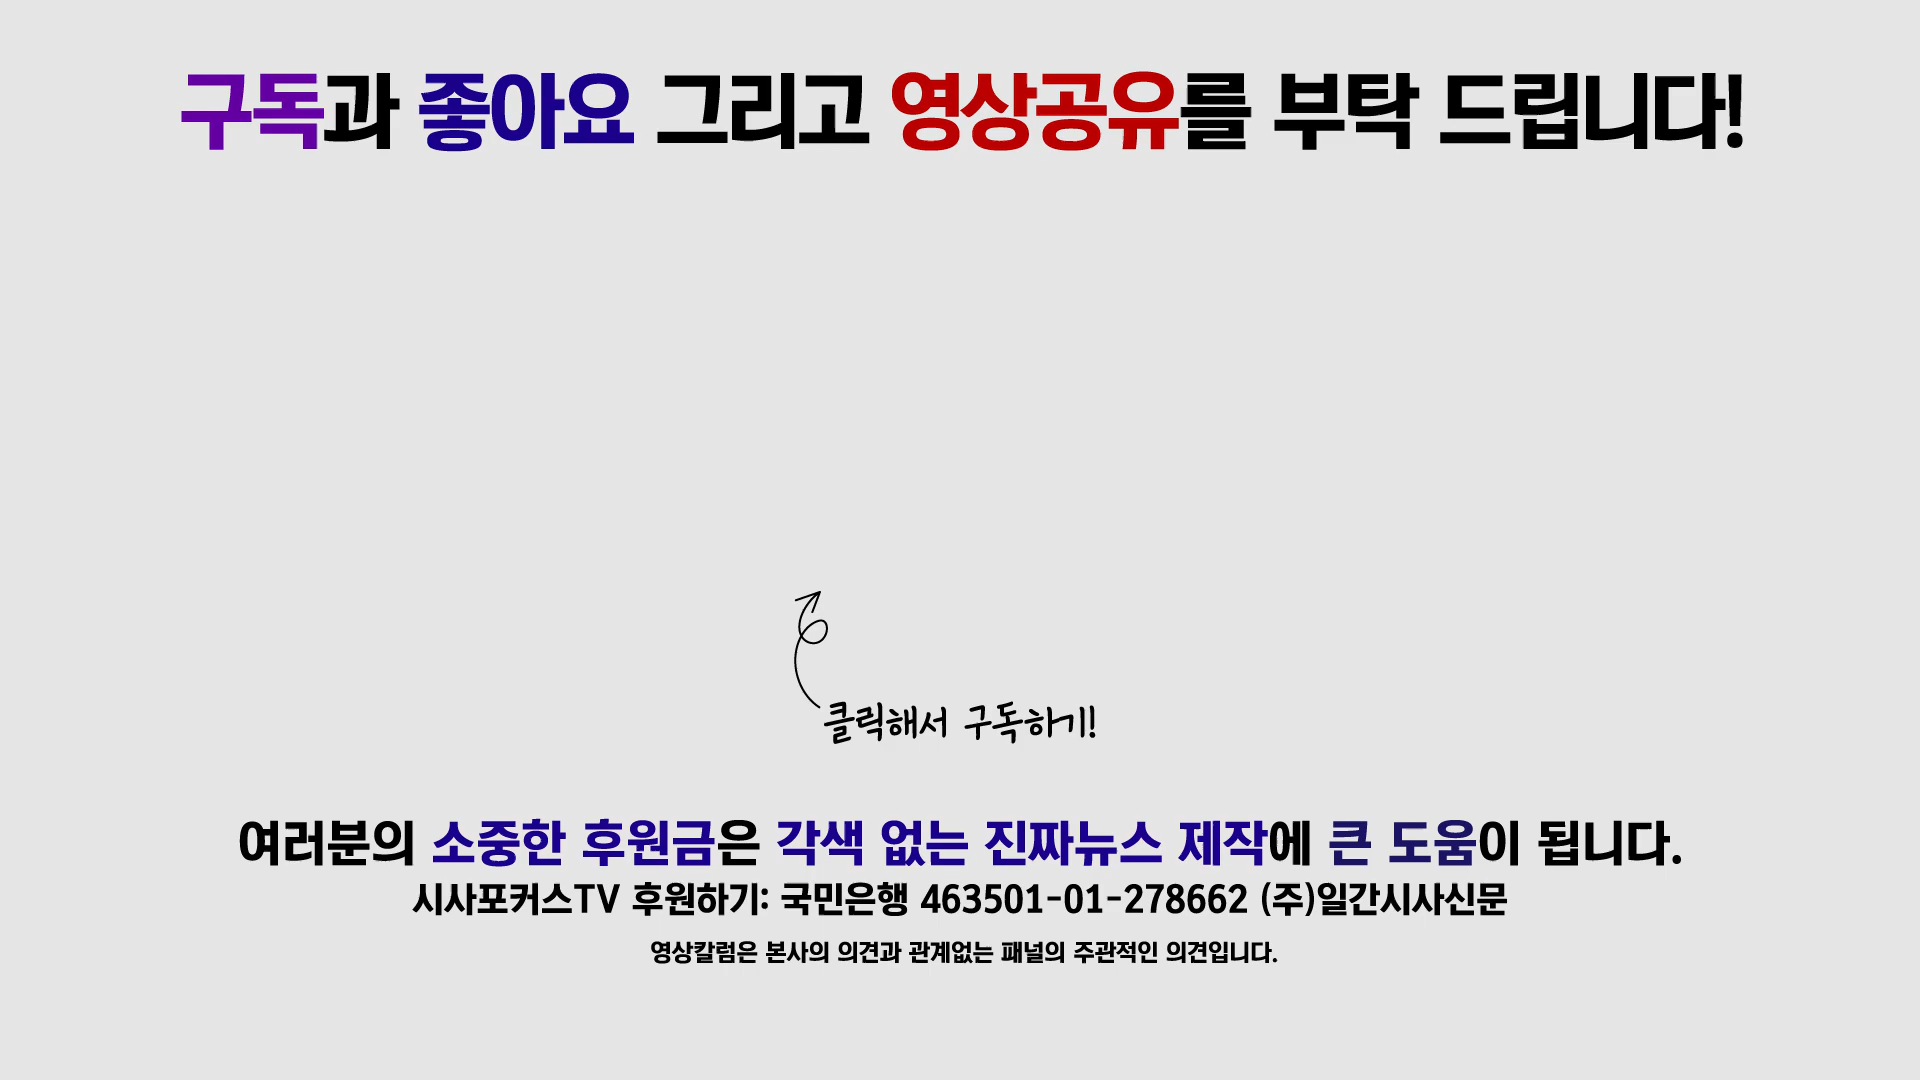 구독과 좋아요 그리고 영상공유를 부탁 드립니다!
클릭해서 구독하기!
여러분의 소중한 후원금은 각색 없는 진짜뉴스 제작에 큰 도움이 됩니다.
시사포커스TV 후원하기: 국민은행 463501-01-278662 (주)일간시사신문
영상칼럼은 본사의 의견과 관계없는 패널의 주관적인 의견입니다.